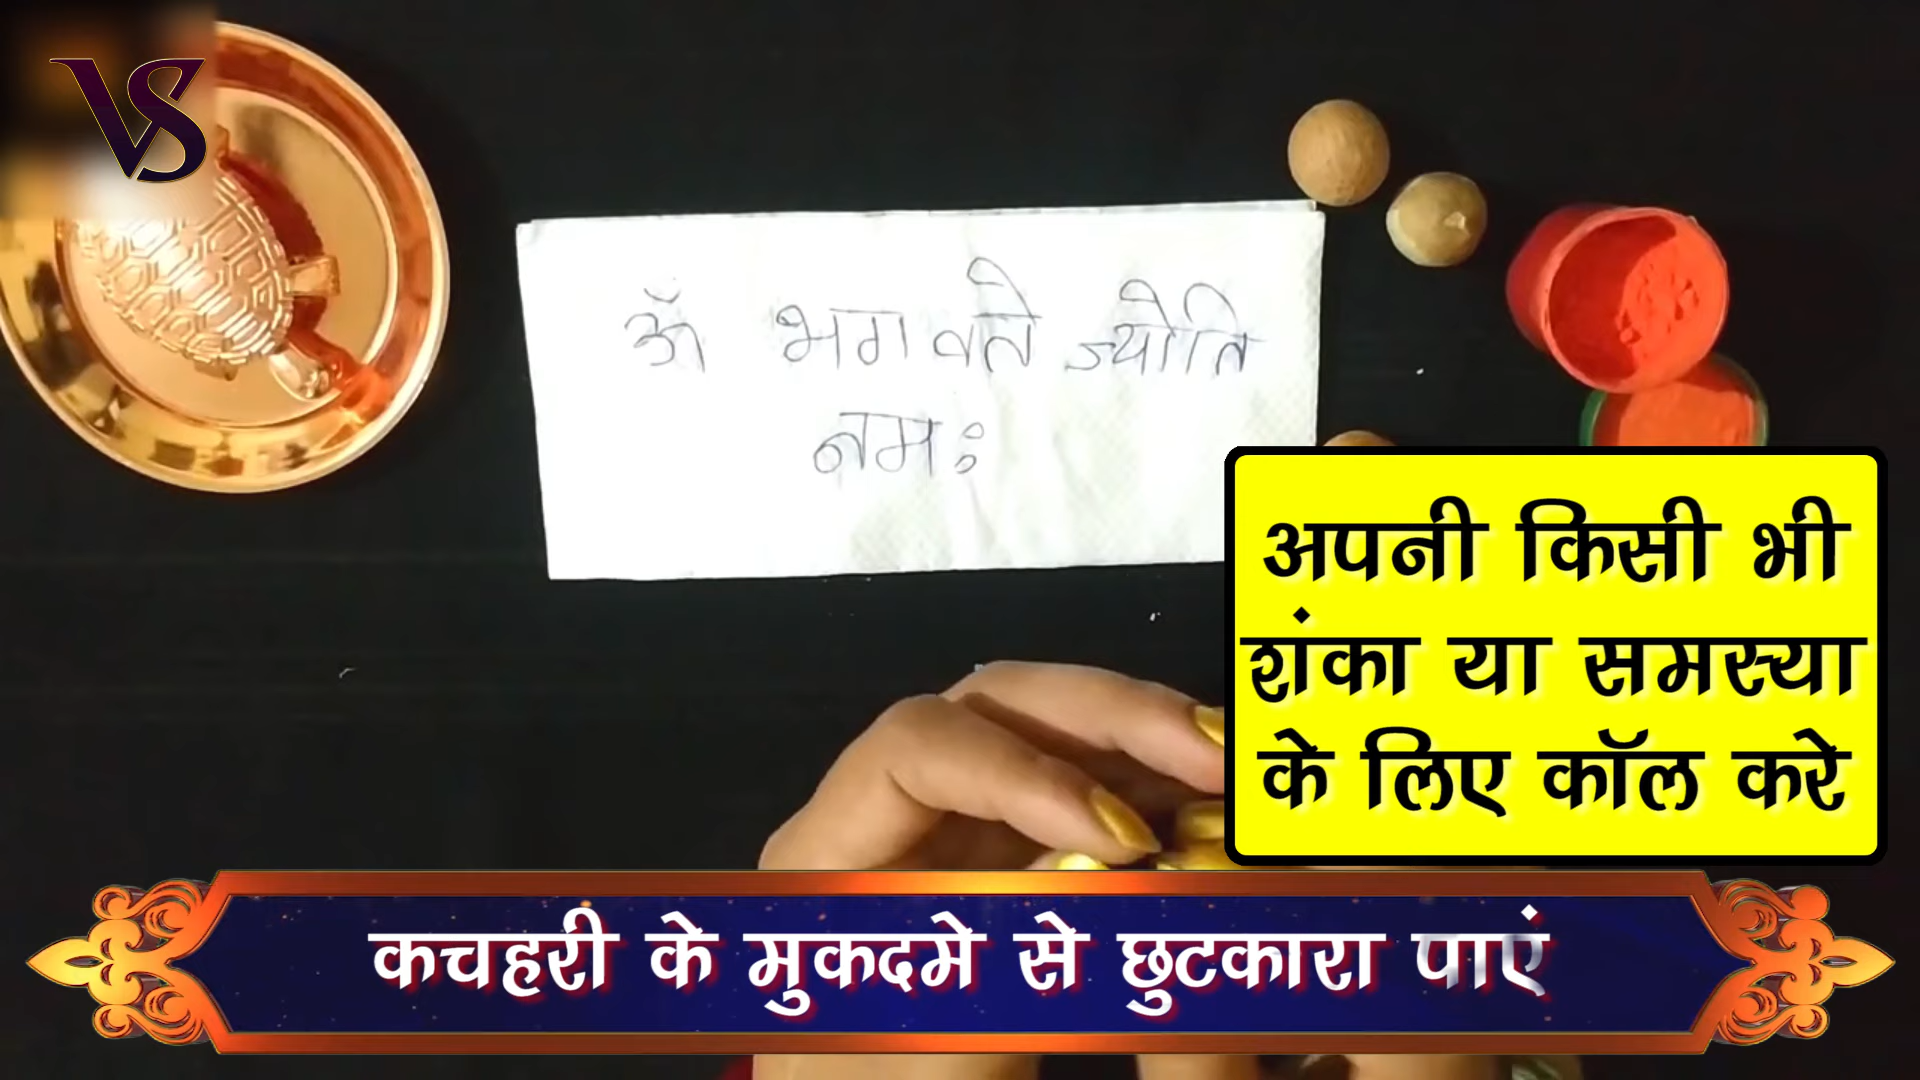 VS
ॐ भगवते ज्योति
नमः
अपनी किसी भी
शंका या समस्या
के लिए कॉल करे
कचहरी के मुकदमे से छुटकारा पाएं